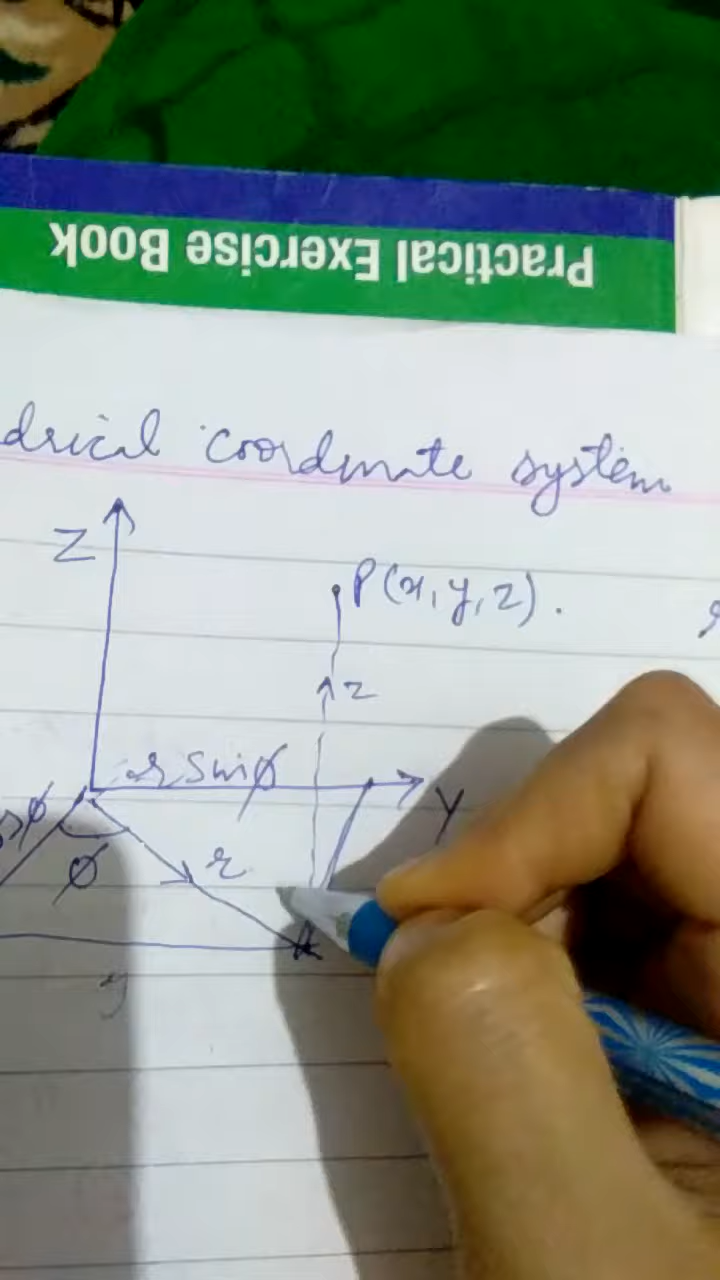 Practical Exercise Book
drical coordinate system
Z
P(x, y, z).
z
r sinϕ
Y
ϕ
r
ϕ
y